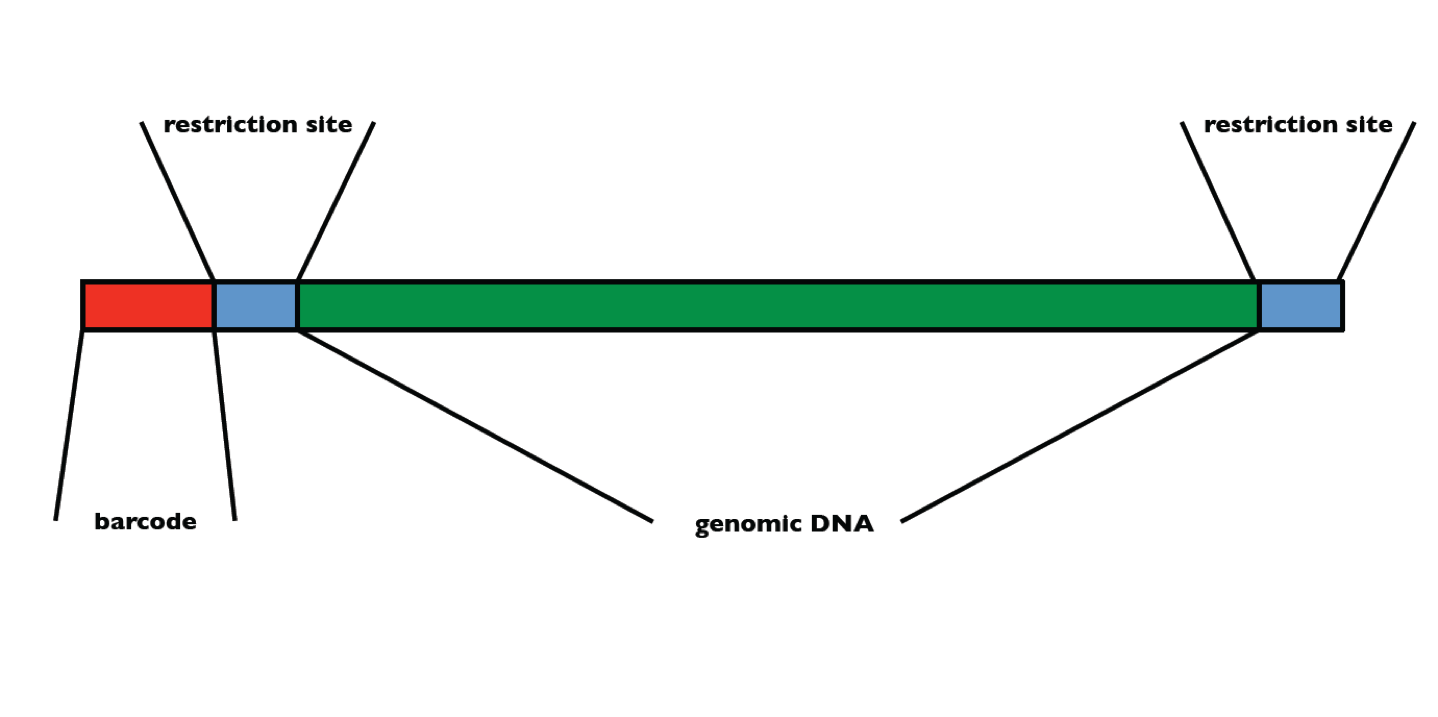 restriction site
restriction site
barcode
genomic DNA